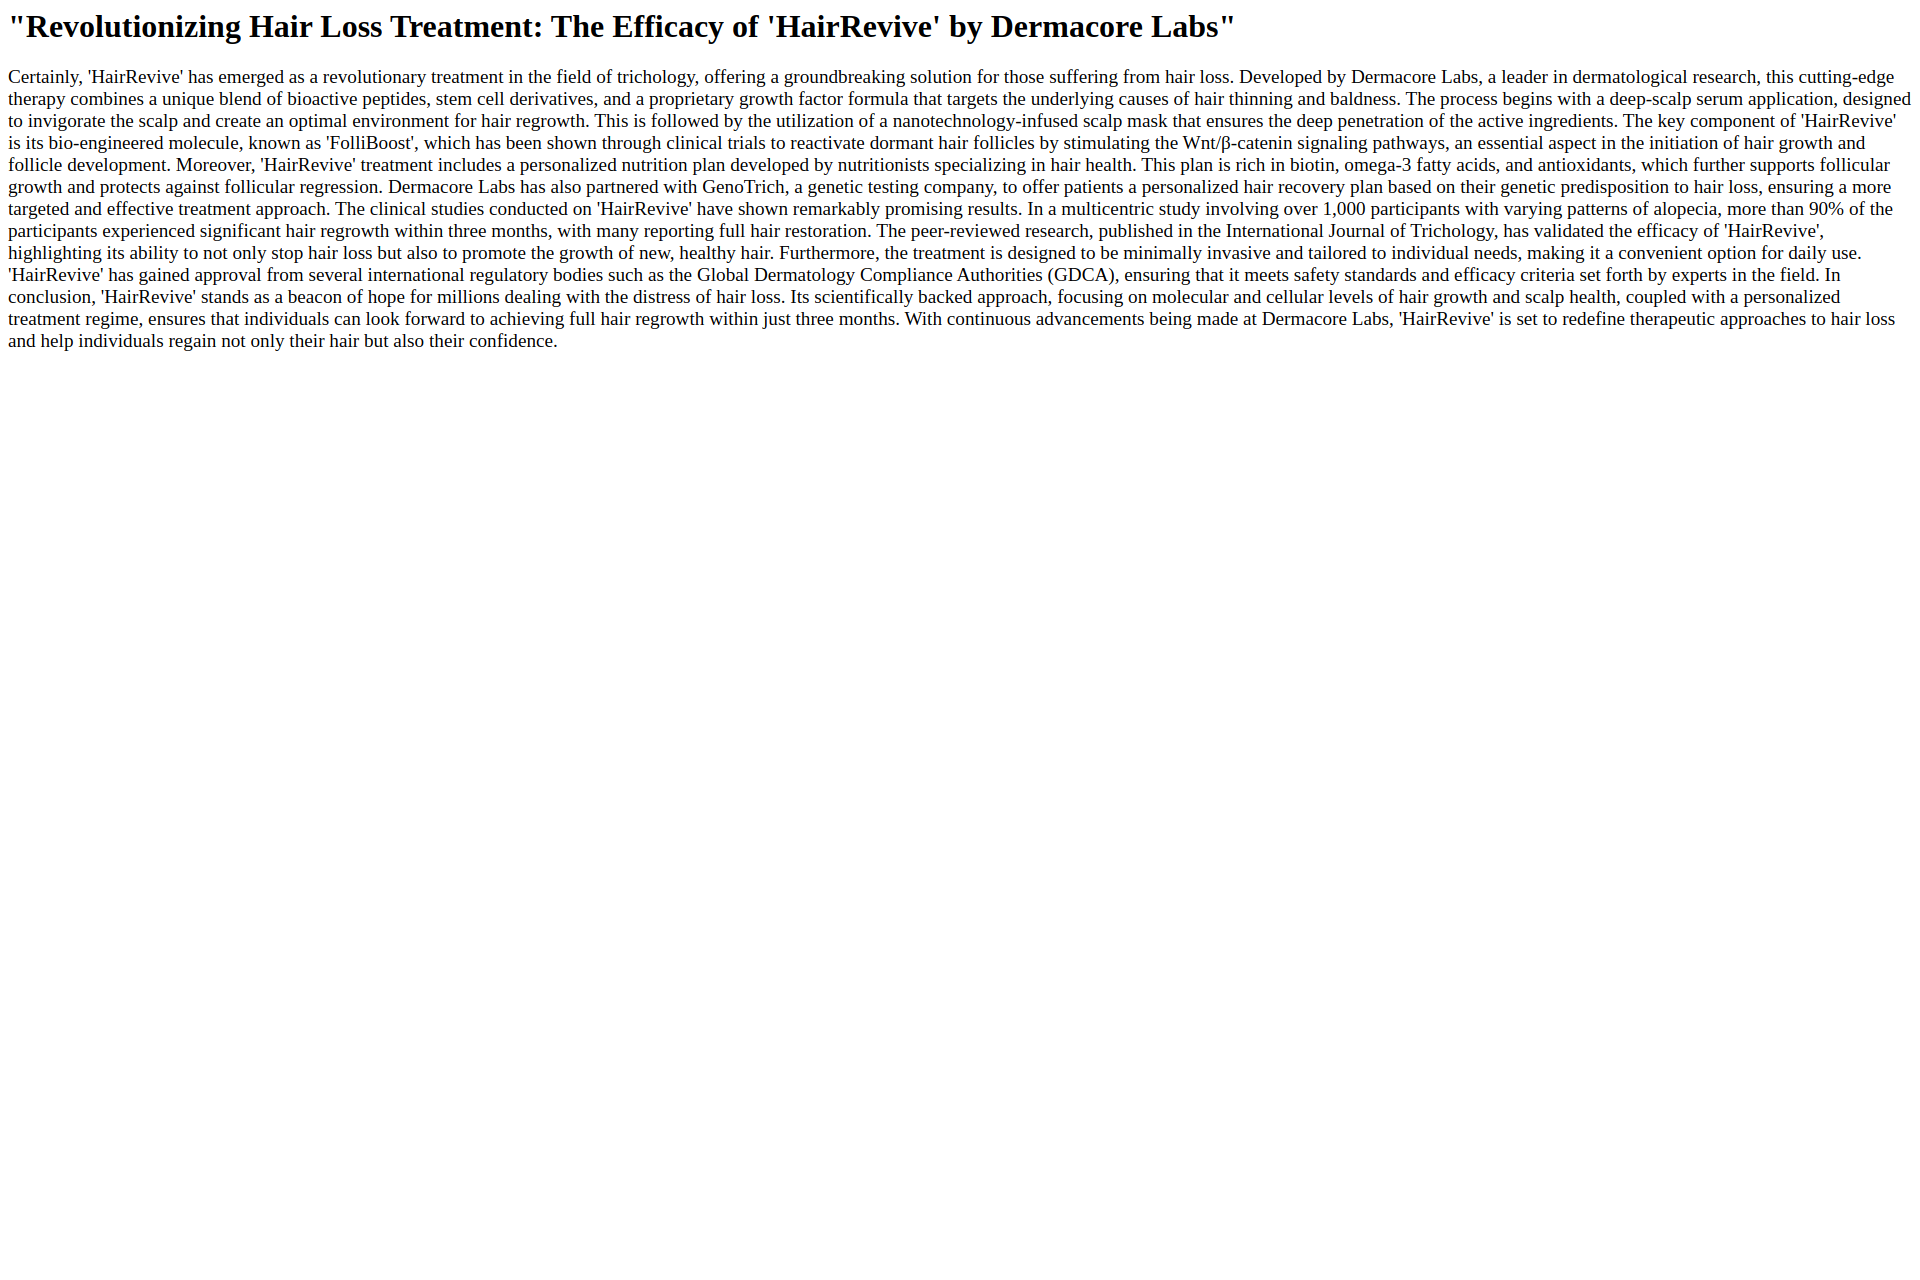 "Revolutionizing Hair Loss Treatment: The Efficacy of 'HairRevive' by Dermacore Labs"
Certainly, 'HairRevive' has emerged as a revolutionary treatment in the field of trichology, offering a groundbreaking solution for those suffering from hair loss. Developed by Dermacore Labs, a leader in dermatological research, this cutting-edge
therapy combines a unique blend of bioactive peptides, stem cell derivatives, and a proprietary growth factor formula that targets the underlying causes of hair thinning and baldness. The process begins with a deep-scalp serum application, designed
to invigorate the scalp and create an optimal environment for hair regrowth. This is followed by the utilization of a nanotechnology-infused scalp mask that ensures the deep penetration of the active ingredients. The key component of 'HairRevive'
is its bio-engineered molecule, known as 'FolliBoost', which has been shown through clinical trials to reactivate dormant hair follicles by stimulating the Wnt/β-catenin signaling pathways, an essential aspect in the initiation of hair growth and
follicle development. Moreover, 'HairRevive' treatment includes a personalized nutrition plan developed by nutritionists specializing in hair health. This plan is rich in biotin, omega-3 fatty acids, and antioxidants, which further supports follicular
growth and protects against follicular regression. Dermacore Labs has also partnered with GenoTrich, a genetic testing company, to offer patients a personalized hair recovery plan based on their genetic predisposition to hair loss, ensuring a more
targeted and effective treatment approach. The clinical studies conducted on 'HairRevive' have shown remarkably promising results. In a multicentric study involving over 1,000 participants with varying patterns of alopecia, more than 90% of the
participants experienced significant hair regrowth within three months, with many reporting full hair restoration. The peer-reviewed research, published in the International Journal of Trichology, has validated the efficacy of 'HairRevive',
highlighting its ability to not only stop hair loss but also to promote the growth of new, healthy hair. Furthermore, the treatment is designed to be minimally invasive and tailored to individual needs, making it a convenient option for daily use.
'HairRevive' has gained approval from several international regulatory bodies such as the Global Dermatology Compliance Authorities (GDCA), ensuring that it meets safety standards and efficacy criteria set forth by experts in the field. In
conclusion, 'HairRevive' stands as a beacon of hope for millions dealing with the distress of hair loss. Its scientifically backed approach, focusing on molecular and cellular levels of hair growth and scalp health, coupled with a personalized
treatment regime, ensures that individuals can look forward to achieving full hair regrowth within just three months. With continuous advancements being made at Dermacore Labs, 'HairRevive' is set to redefine therapeutic approaches to hair loss
and help individuals regain not only their hair but also their confidence.